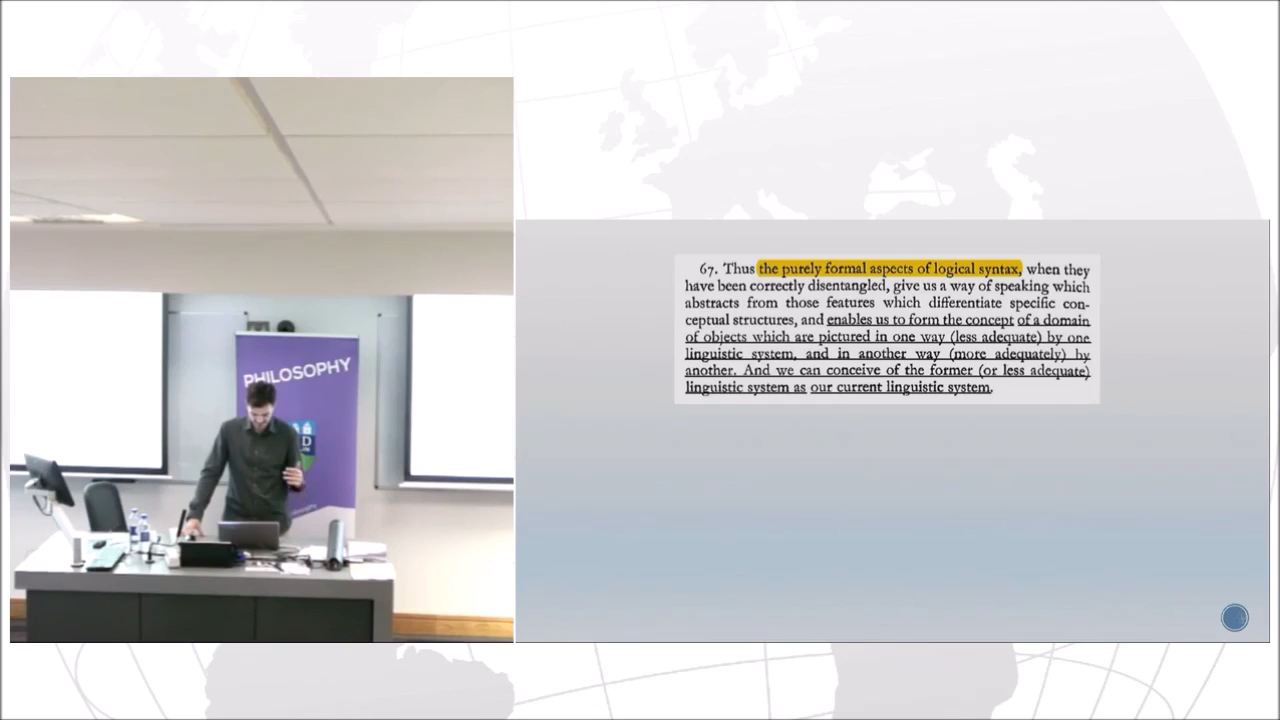 PHILOSOPHY
D
67. Thus the purely formal aspects of logical syntax, when they
have been correctly disentangled, give us a way of speaking which
abstracts from those features which differentiate specific con-
ceptual structures, and enables us to form the concept of a domain
of objects which are pictured in one way (less adequate) by one
linguistic system, and in another way (more adequately) by
another. And we can conceive of the former (or less adequate)
linguistic system as our current linguistic system.